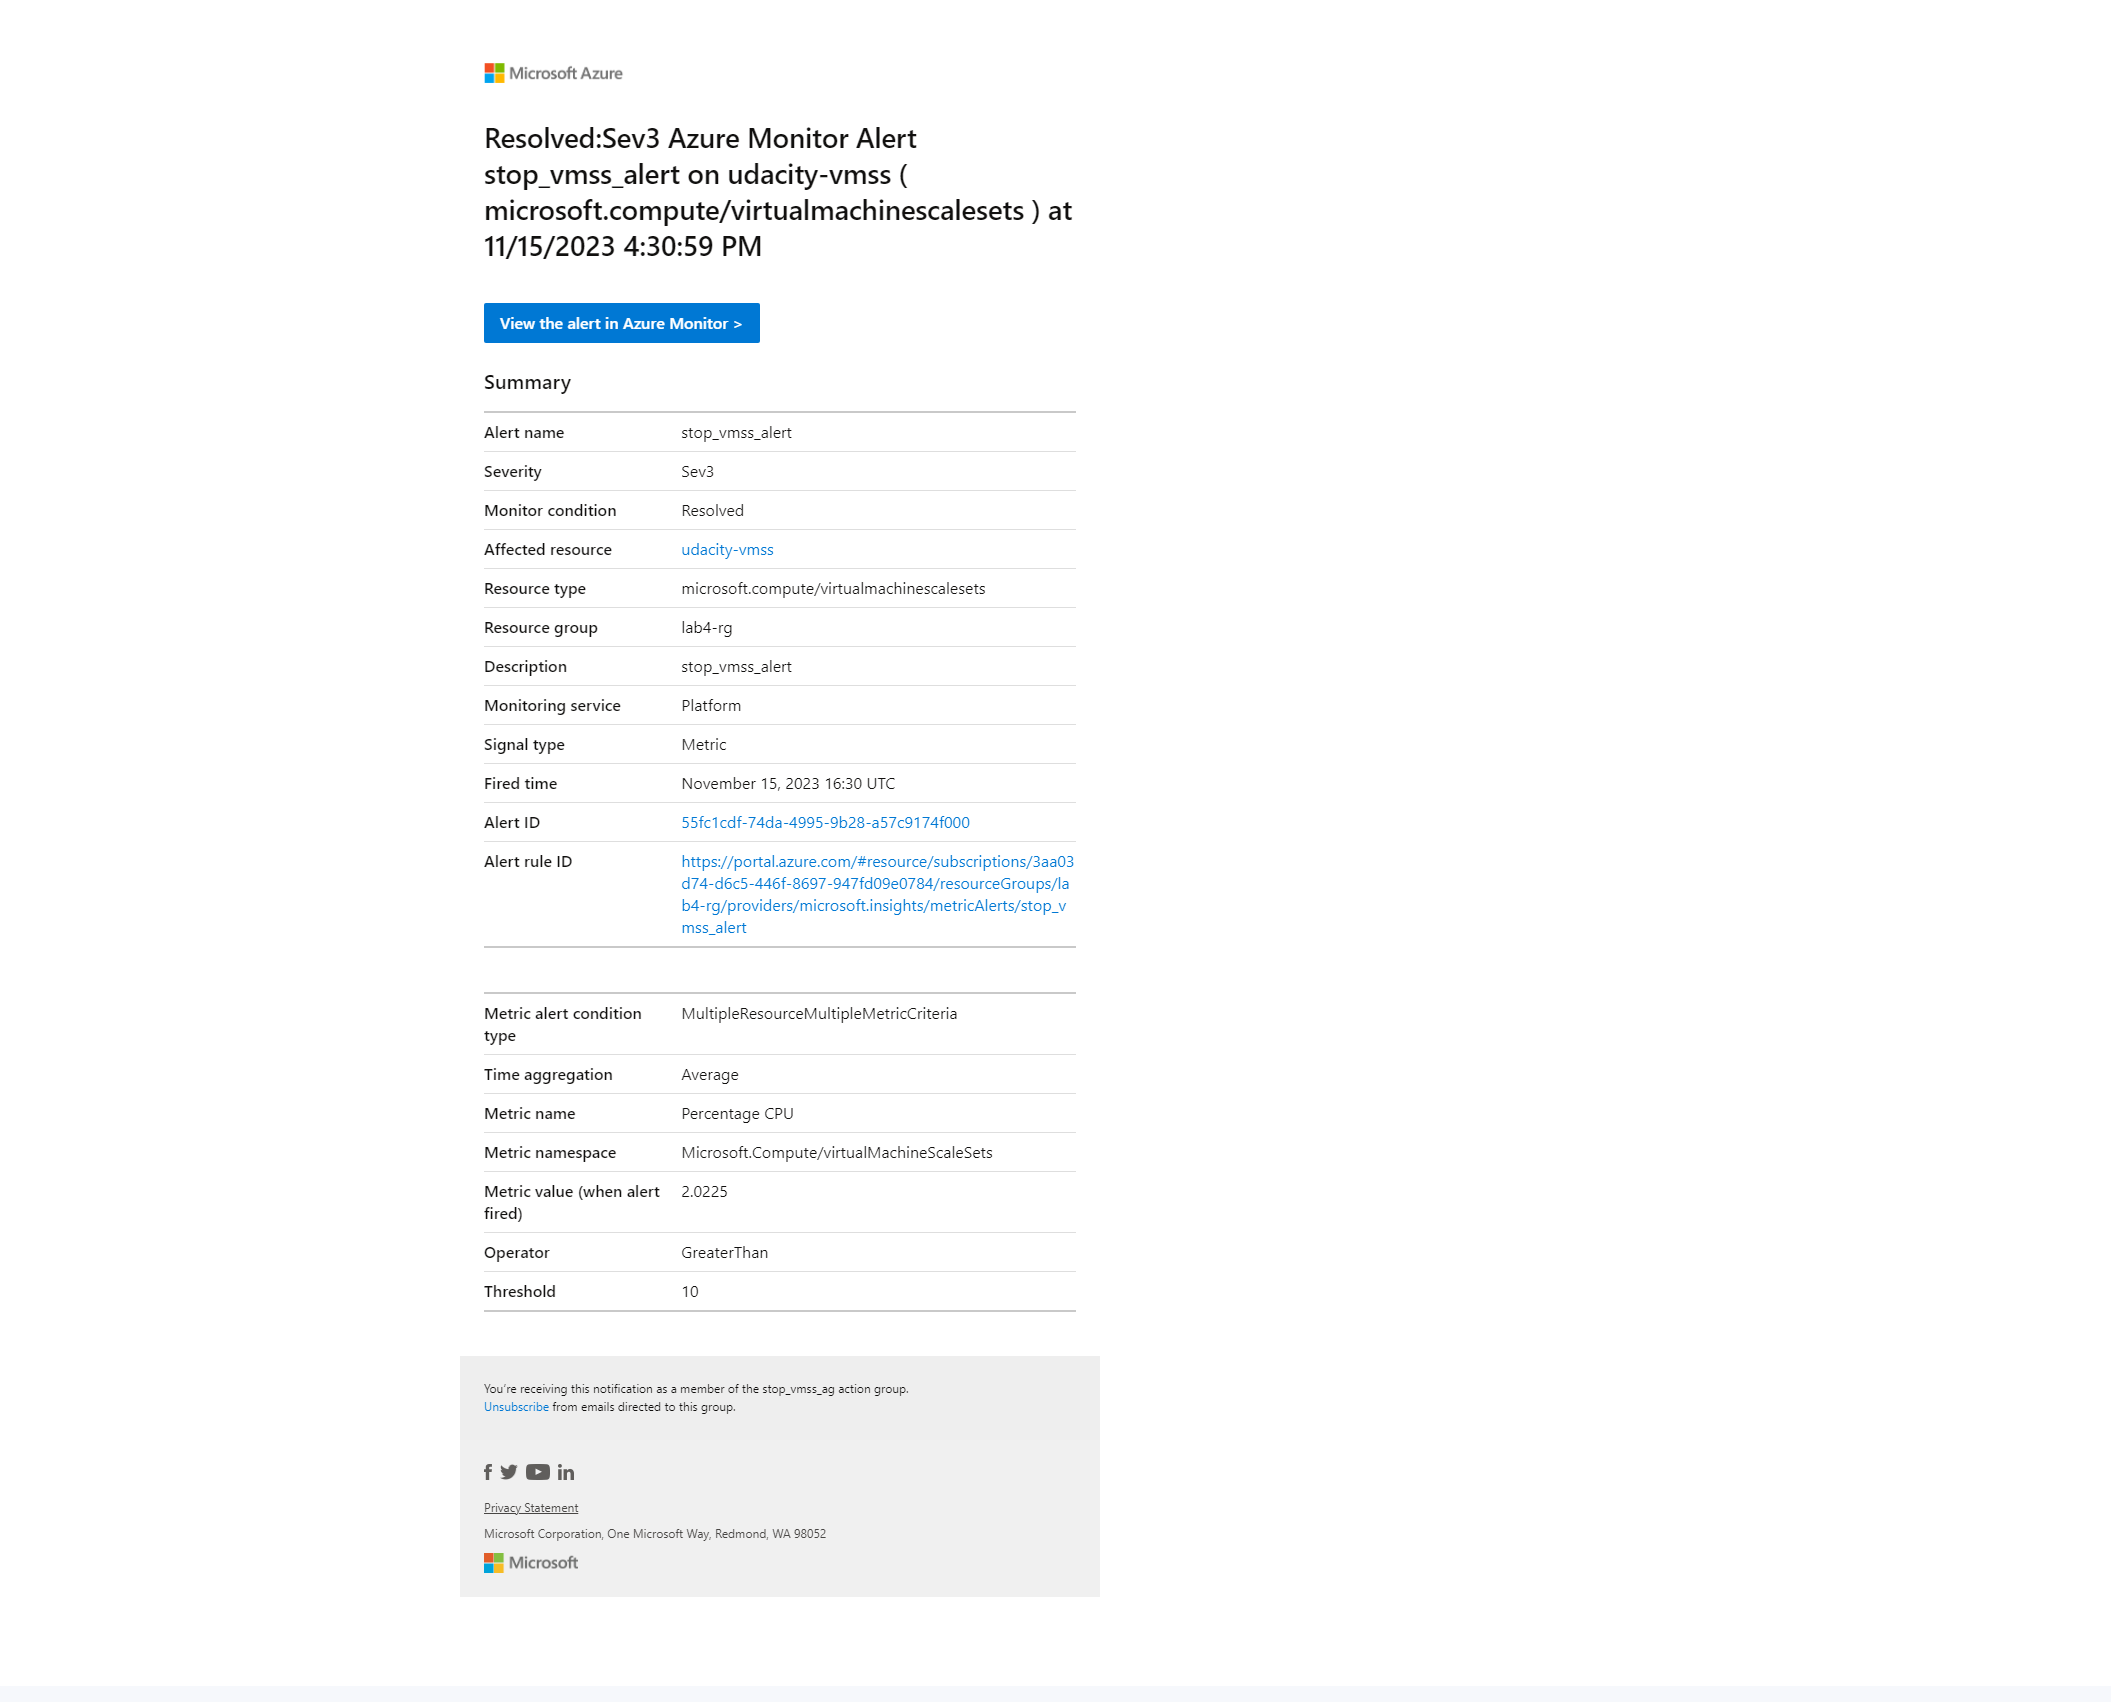 Microsoft Azure
Resolved:Sev3 Azure Monitor Alert
stop_vmss_alert on udacity-vmss (
microsoft.compute/virtualmachinescalesets ) at
11/15/2023 4:30:59 PM
View the alert in Azure Monitor >
Summary
Alert name stop_vmss_alert
Severity Sev3
Monitor condition Resolved
Affected resource udacity-vmss
Resource type microsoft.compute/virtualmachinescalesets
Resource group lab4-rg
Description stop_vmss_alert
Monitoring service Platform
Signal type Metric
Fired time November 15, 2023 16:30 UTC
Alert ID 55fc1cdf-74da-4995-9b28-a57c9174f000
Alert rule ID https://portal.azure.com/#resource/subscriptions/3aa03
d74-d6c5-446f-8697-947fd09e0784/resourceGroups/la
b4-rg/providers/microsoft.insights/metricAlerts/stop_v
mss_alert
Metric alert condition MultipleResourceMultipleMetricCriteria
type
Time aggregation Average
Metric name Percentage CPU
Metric namespace Microsoft.Compute/virtualMachineScaleSets
Metric value (when alert 2.0225
fired)
Operator GreaterThan
Threshold 10
You're receiving this notification as a member of the stop_vmss_ag action group.
Unsubscribe from emails directed to this group.
Privacy Statement
Microsoft Corporation, One Microsoft Way, Redmond, WA 98052
Microsoft